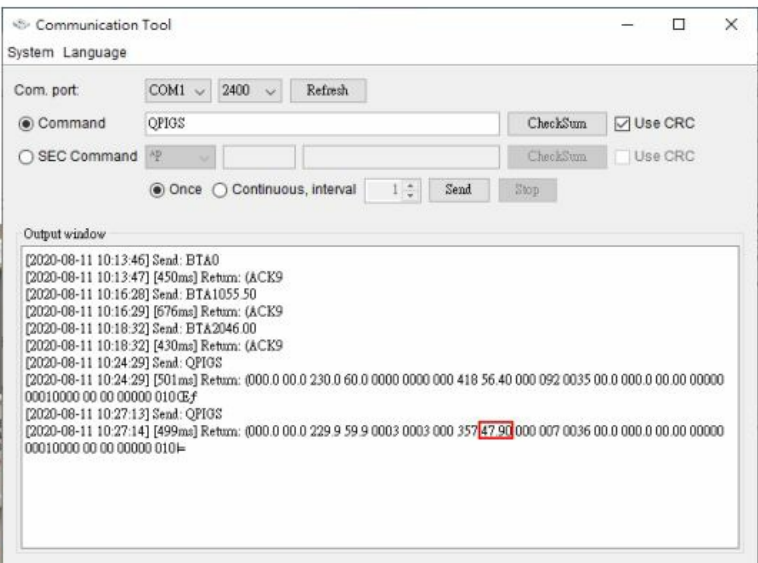 Communication Tool
System Language
Com. port: COM1 2400 Refresh
Command QPIGS CheckSum Use CRC
SEC Command ^P CheckSum Use CRC
Once Continuous, interval 1 Send Stop
Output window
[2020-08-11 10:13:46] Send: BTA0
[2020-08-11 10:13:47] [450ms] Return: (ACK9
[2020-08-11 10:16:28] Send: BTA1055.50
[2020-08-11 10:16:29] [676ms] Return: (ACK9
[2020-08-11 10:18:32] Send: BTA2046.00
[2020-08-11 10:18:32] [430ms] Return: (ACK9
[2020-08-11 10:24:29] Send: QPIGS
[2020-08-11 10:24:29] [501ms] Return: (000.0 00.0 230.0 60.0 0000 0000 000 418 56.40 000 092 0035 00.0 000.0 00.00 00000
00010000 00 00 00000 010Œƒ
[2020-08-11 10:27:13] Send: QPIGS
[2020-08-11 10:27:14] [499ms] Return: (000.0 00.0 229.9 59.9 0003 0003 000 357 47.90 000 007 0036 00.0 000.0 00.00 00000
00010000 00 00 00000 010⊨